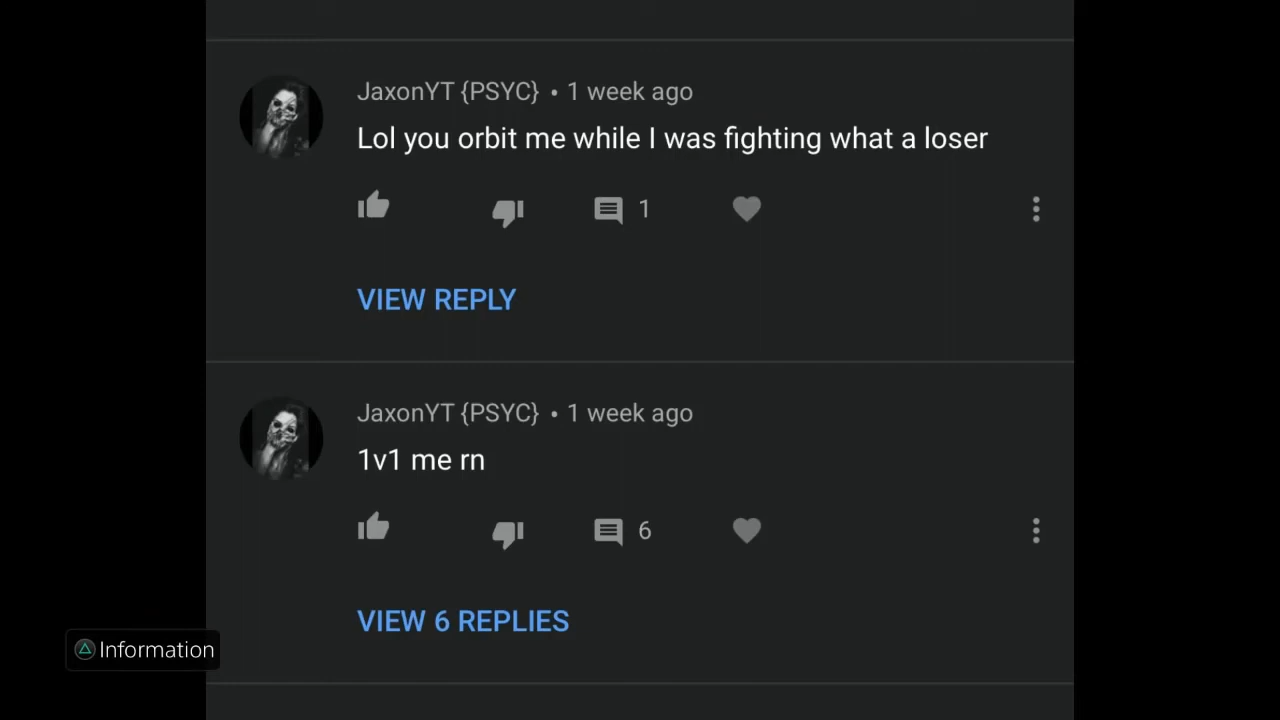 JaxonYT {PSYC} • 1 week ago
Lol you orbit me while I was fighting what a loser
1
VIEW REPLY
JaxonYT {PSYC} • 1 week ago
1v1 me rn
6
VIEW 6 REPLIES
Information